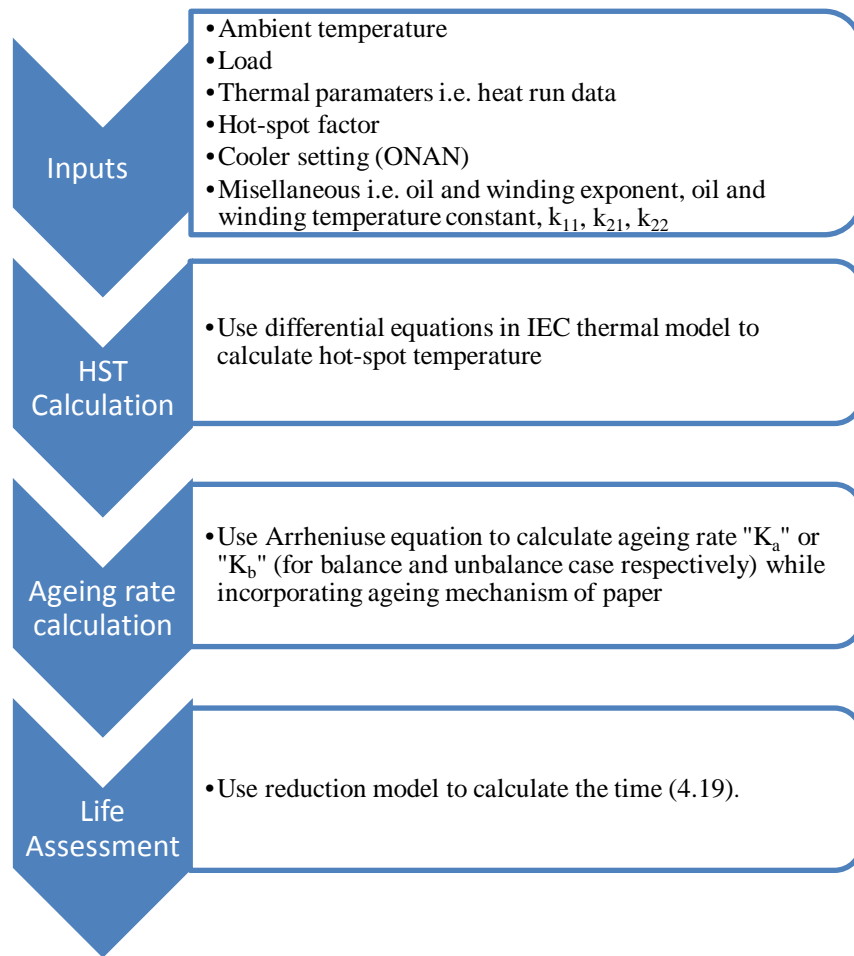 Inputs
•Ambient temperature
•Load
•Thermal paramaters i.e. heat run data
•Hot-spot factor
•Cooler setting (ONAN)
•Misellaneous i.e. oil and winding exponent, oil and
winding temperature constant, k₁₁, k₂₁, k₂₂
HST
Calculation
•Use differential equations in IEC thermal model to
calculate hot-spot temperature
Ageing rate
calculation
•Use Arrheniuse equation to calculate ageing rate "Kₐ" or
"K_b" (for balance and unbalance case respectively) while
incorporating ageing mechanism of paper
Life
Assessment
•Use reduction model to calculate the time (4.19).